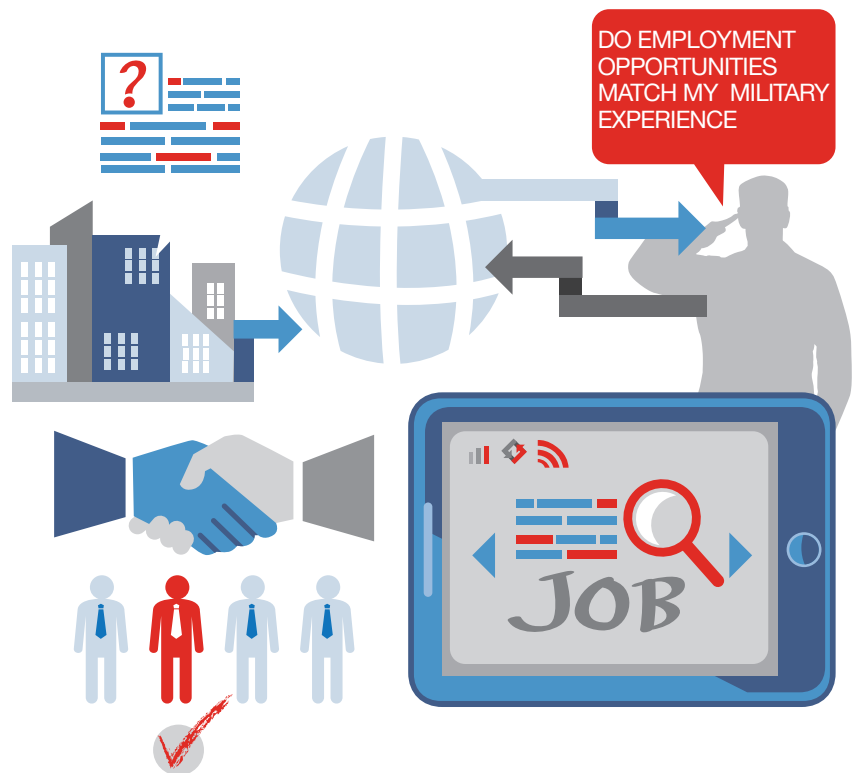 ?
DO EMPLOYMENT
OPPORTUNITIES
MATCH MY  MILITARY
EXPERIENCE
JOB